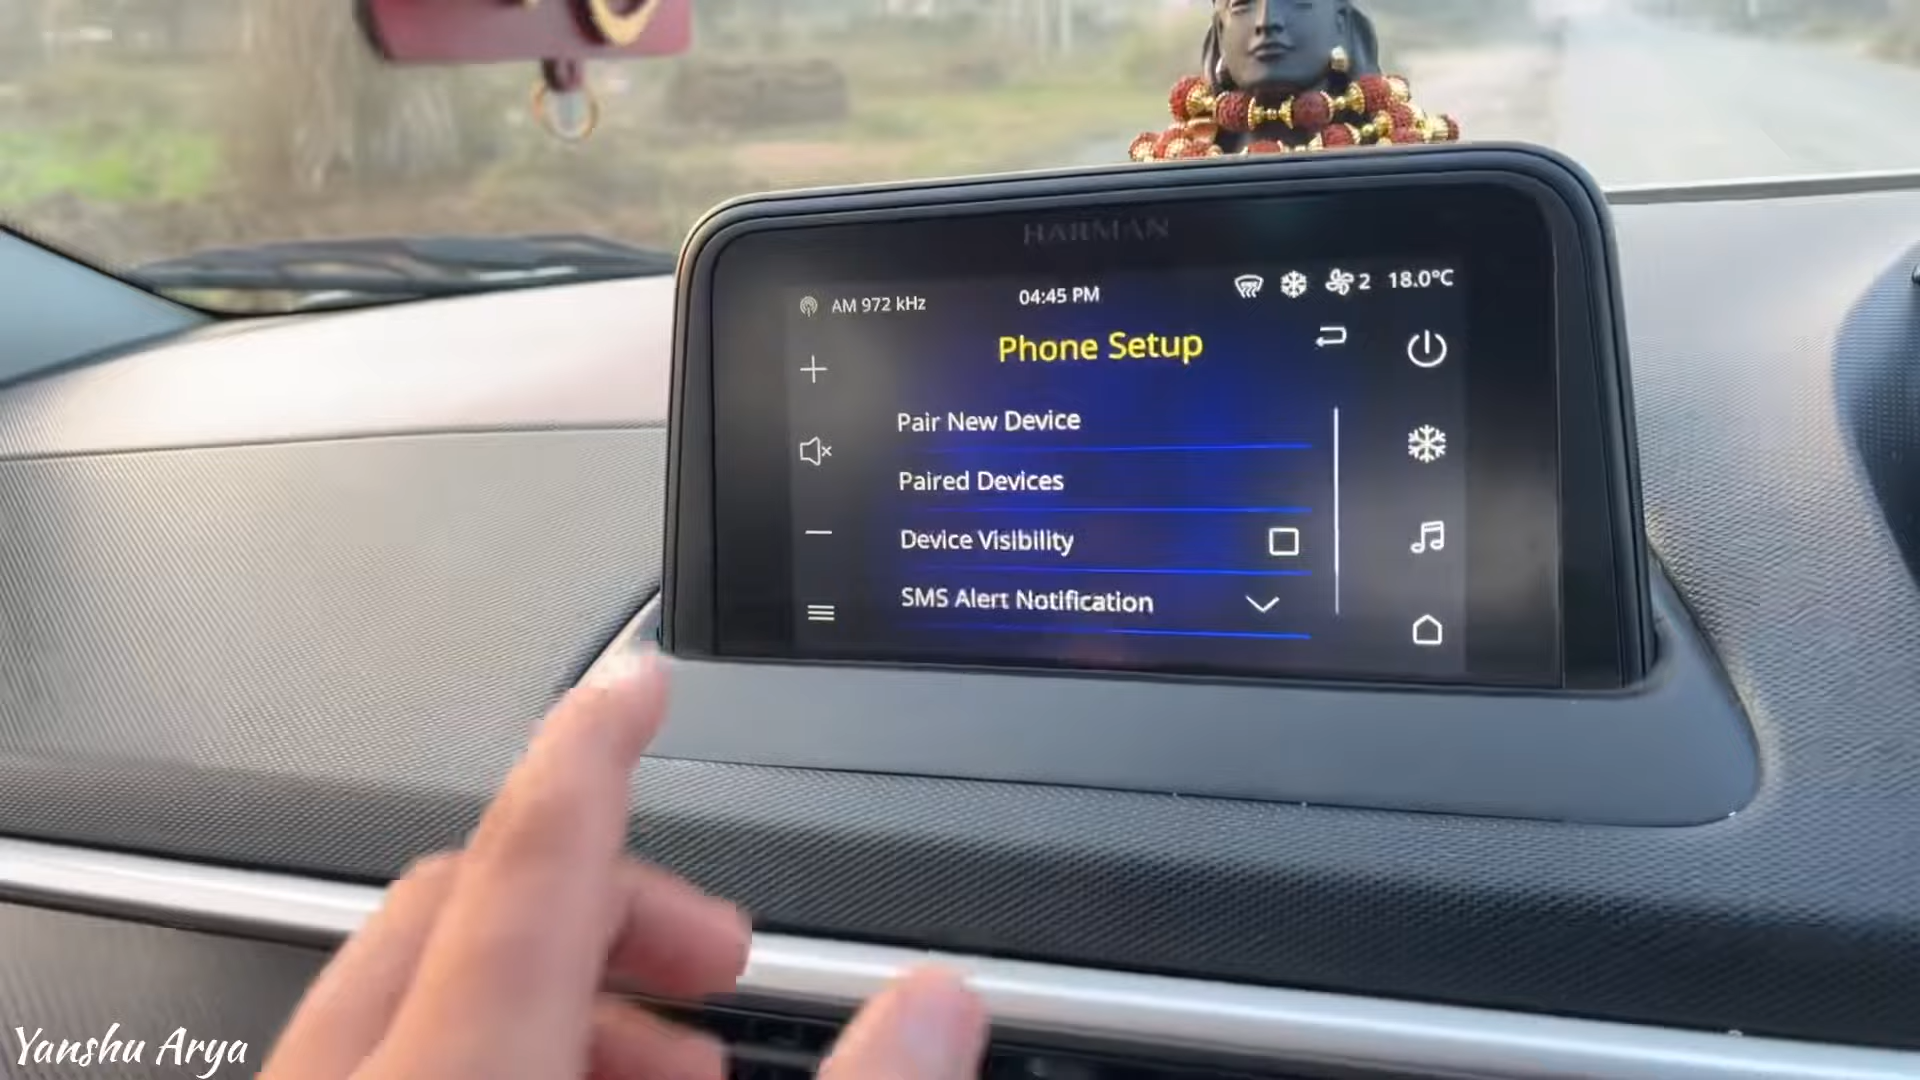 HARMAN
AM 972 kHz
04:45 PM
2
18.0°C
Phone Setup
Pair New Device
Paired Devices
Device Visibility
SMS Alert Notification
Yanshu Arya